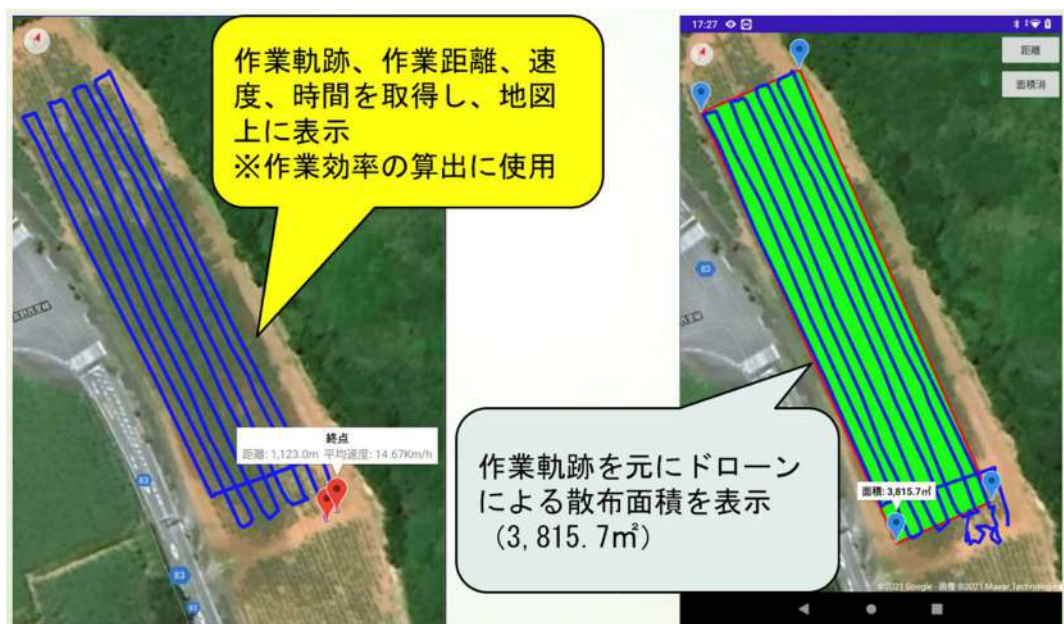 作業軌跡、作業距離、速
度、時間を取得し、地図
上に表示
※作業効率の算出に使用
終点
距離: 1,123.0m 平均速度: 14.67Km/h
83
83
83
17:27
距離
面積消
83
作業軌跡を元にドローン
による散布面積を表示
（3,815.7㎡）
面積: 3,815.7㎡
©2021 Google - 画像 ©2021 Maxar Technologies